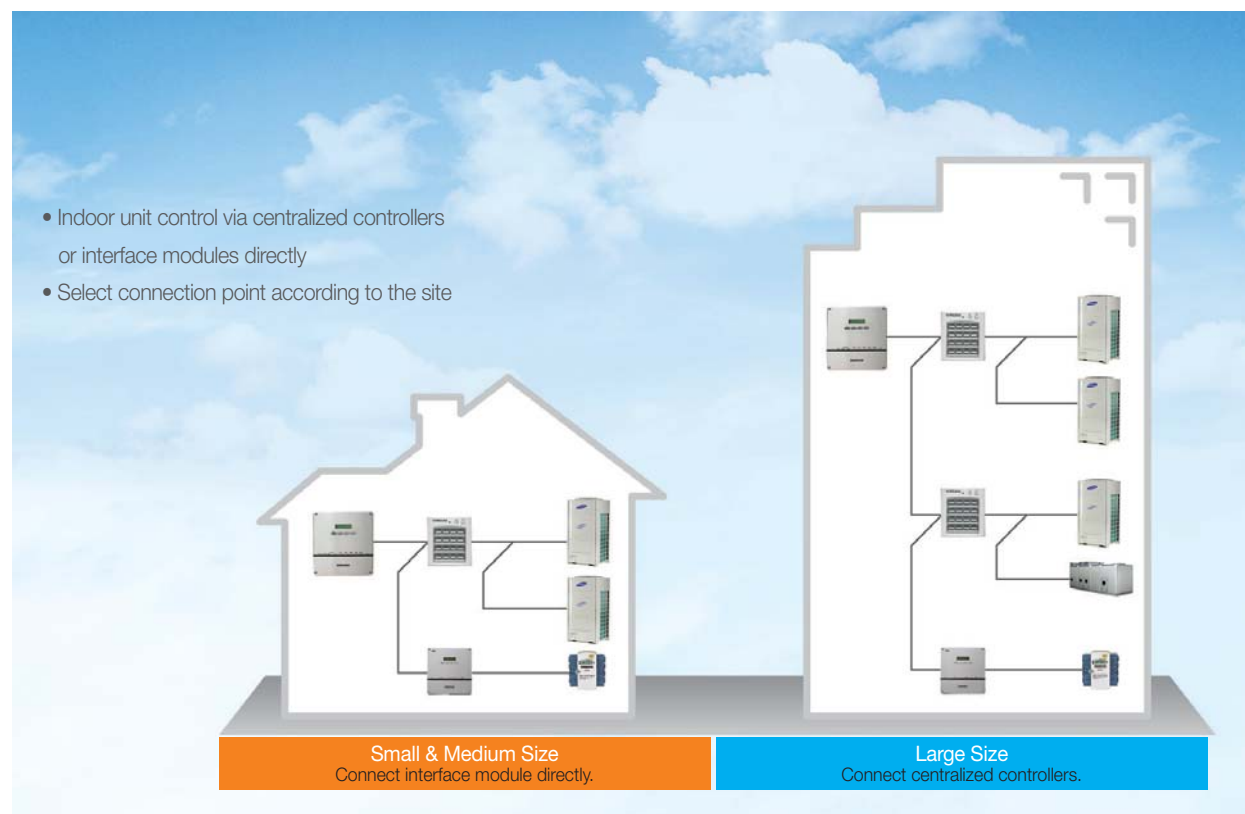 • Indoor unit control via centralized controllers
or interface modules directly
• Select connection point according to the site
Small & Medium Size
Connect interface module directly.
Large Size
Connect centralized controllers.